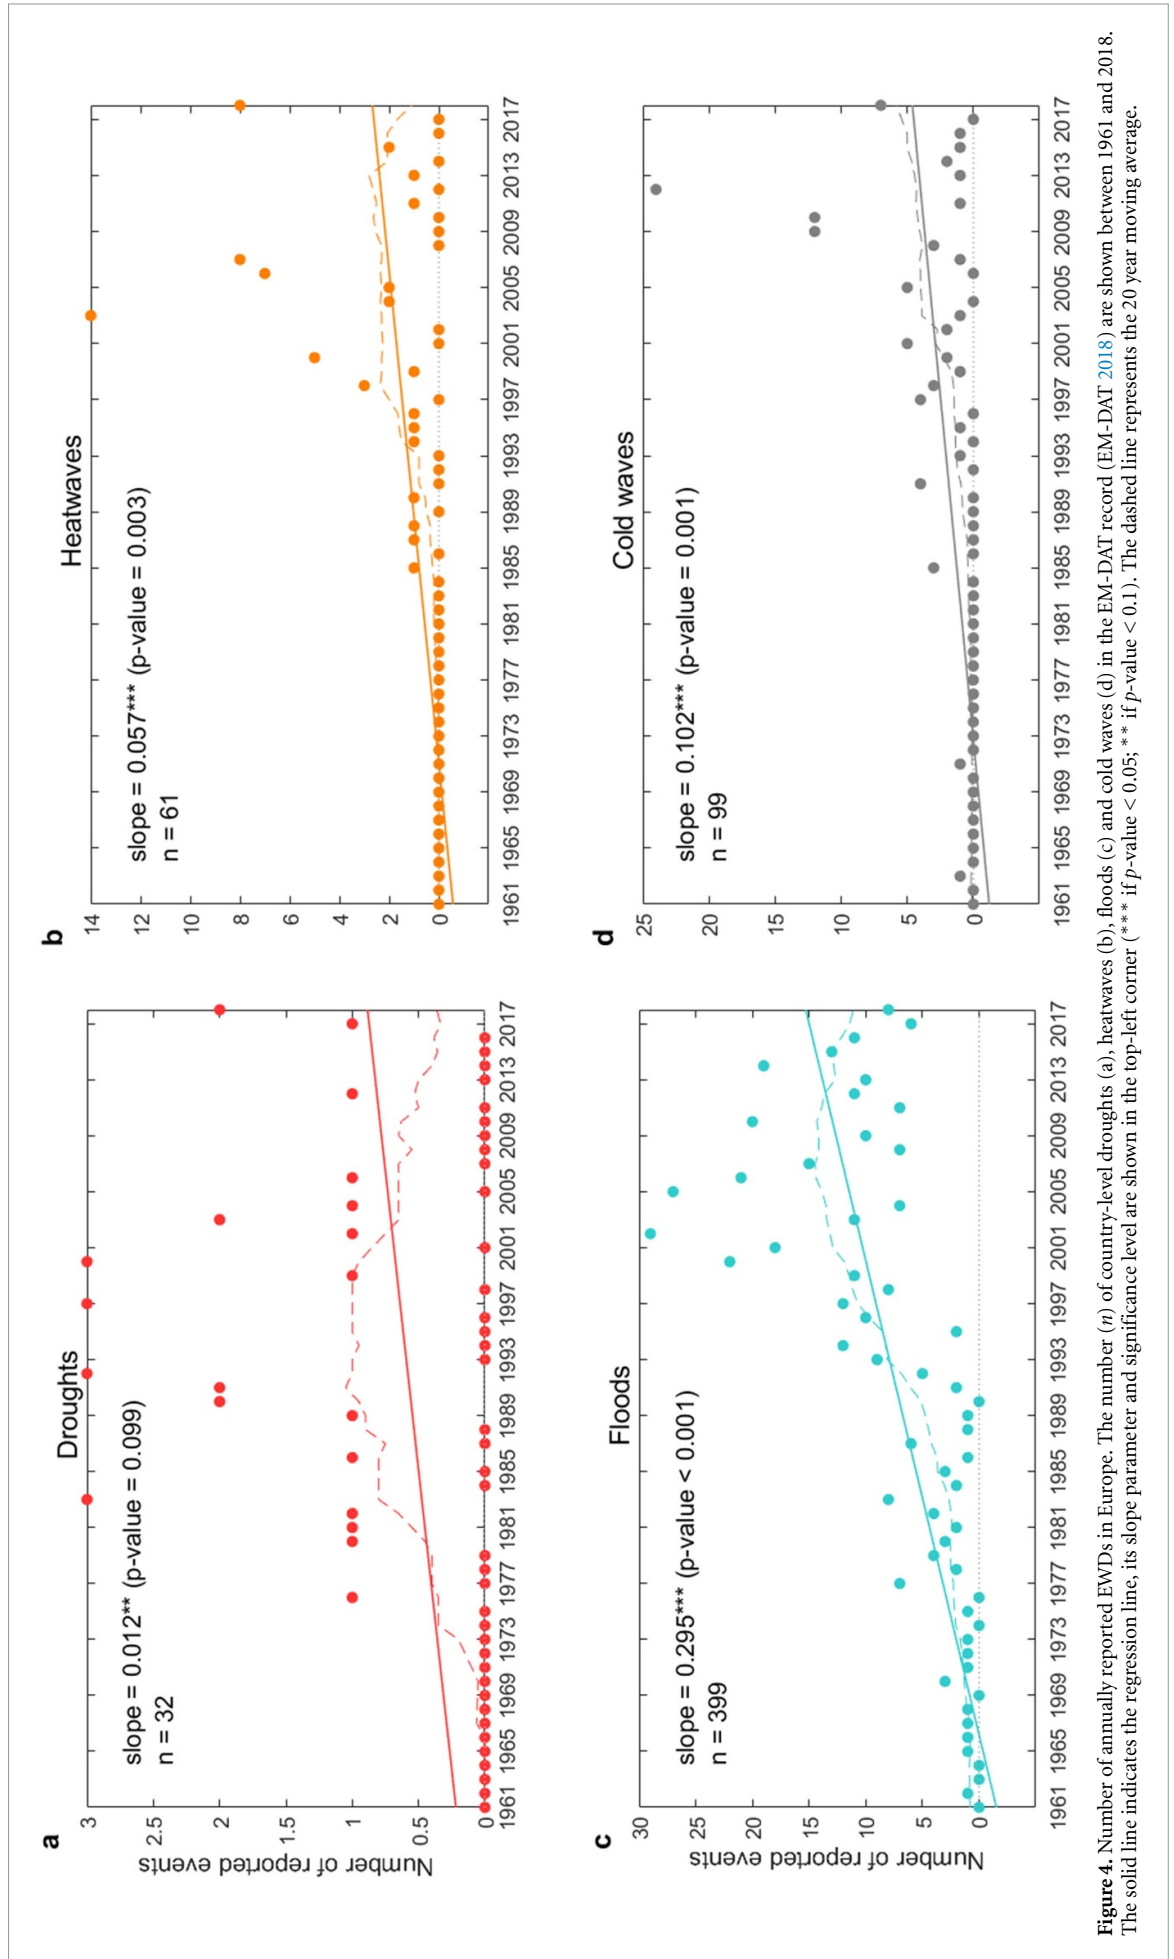 a
Droughts
slope = 0.012** (p-value = 0.099)
n = 32
Number of reported events
3
2.5
2
1.5
1
0.5
0
1961 1965 1969 1973 1977 1981 1985 1989 1993 1997 2001 2005 2009 2013 2017
b
Heatwaves
slope = 0.057*** (p-value = 0.003)
n = 61
14
12
10
8
6
4
2
0
1961 1965 1969 1973 1977 1981 1985 1989 1993 1997 2001 2005 2009 2013 2017
c
Floods
slope = 0.295*** (p-value < 0.001)
n = 399
Number of reported events
30
25
20
15
10
5
0
1961 1965 1969 1973 1977 1981 1985 1989 1993 1997 2001 2005 2009 2013 2017
d
Cold waves
slope = 0.102*** (p-value = 0.001)
n = 99
25
20
15
10
5
0
1961 1965 1969 1973 1977 1981 1985 1989 1993 1997 2001 2005 2009 2013 2017
Figure 4. Number of annually reported EWDs in Europe. The number (n) of country-level droughts (a), heatwaves (b), floods (c) and cold waves (d) in the EM-DAT record (EM-DAT 2018) are shown between 1961 and 2018.
The solid line indicates the regression line, its slope parameter and significance level are shown in the top-left corner (*** if p-value < 0.05; ** if p-value < 0.1). The dashed line represents the 20 year moving average.